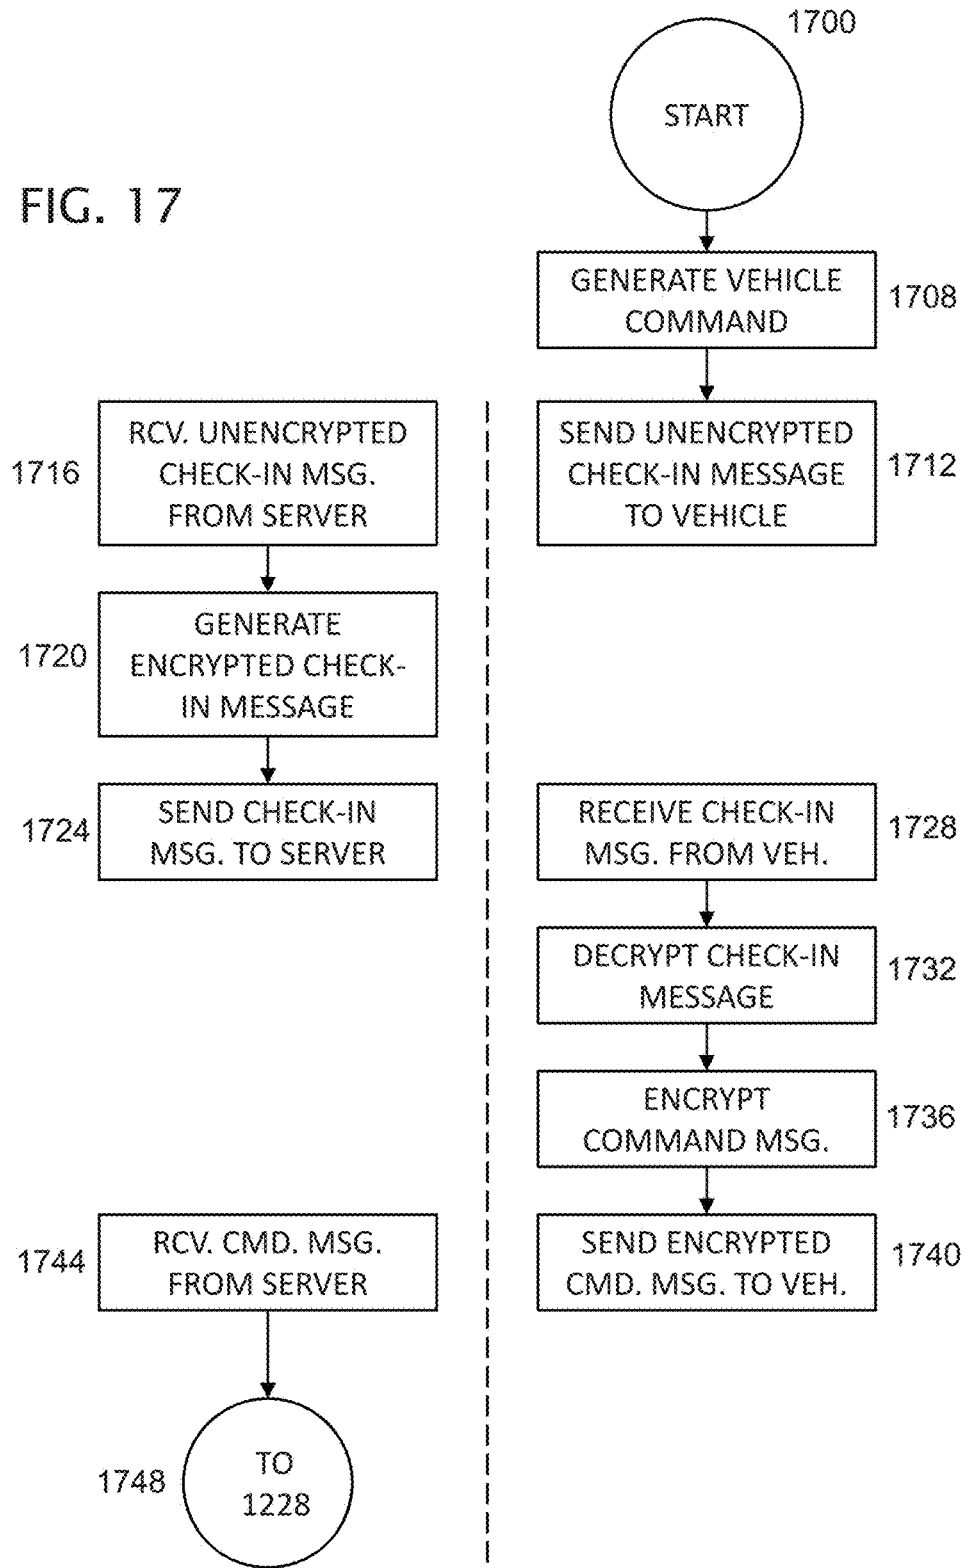 1700
START
FIG. 17
GENERATE VEHICLE
COMMAND
1708
RCV. UNENCRYPTED
CHECK-IN MSG.
FROM SERVER
1716
SEND UNENCRYPTED
CHECK-IN MESSAGE
TO VEHICLE
1712
GENERATE
ENCRYPTED CHECK-
IN MESSAGE
1720
SEND CHECK-IN
MSG. TO SERVER
1724
RECEIVE CHECK-IN
MSG. FROM VEH.
1728
DECRYPT CHECK-IN
MESSAGE
1732
ENCRYPT
COMMAND MSG.
1736
RCV. CMD. MSG.
FROM SERVER
1744
SEND ENCRYPTED
CMD. MSG. TO VEH.
1740
TO
1228
1748